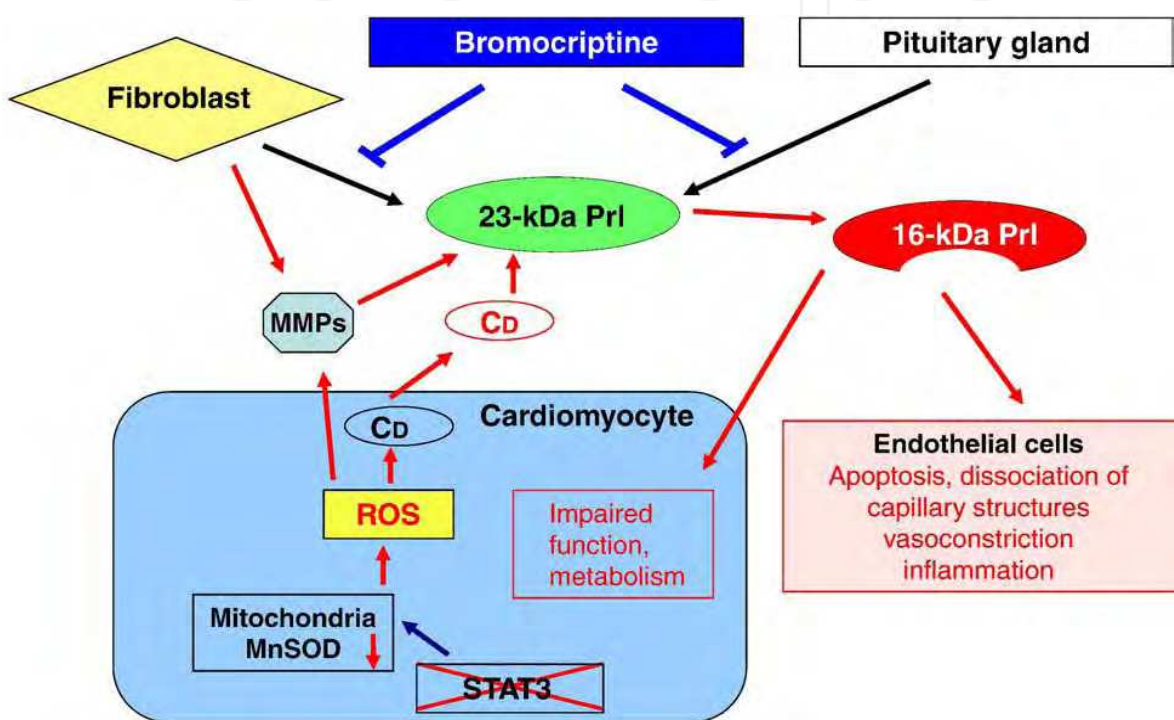 Bromocriptine
Pituitary gland
Fibroblast
23-kDa Prl
16-kDa Prl
MMPs
CD
CD
Cardiomyocyte
ROS
Impaired
function,
metabolism
Endothelial cells
Apoptosis, dissociation of
capillary structures
vasoconstriction
inflammation
Mitochondria
MnSOD
STAT3